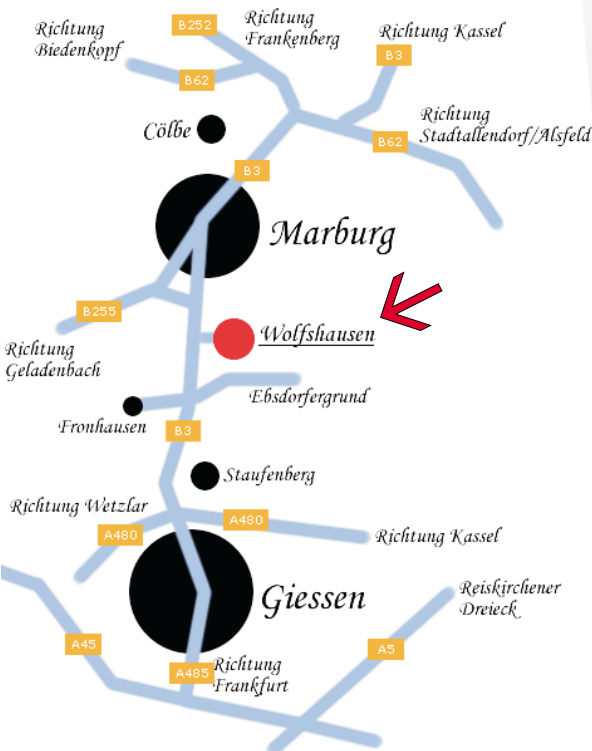 B252
Richtung
Frankenberg
Richtung
Biedenkopf
Richtung Kassel
B3
B62
Richtung
Stadtallendorf/Alsfeld
Cölbe
B62
B3
Marburg
B255
Wolfshausen
Richtung
Geladenbach
Ebsdorfergrund
Fronhausen
B3
Staufenberg
Richtung Wetzlar
A480
A480
Richtung Kassel
Giessen
Reiskirchener
Dreieck
A45
A5
A485
Richtung
Frankfurt